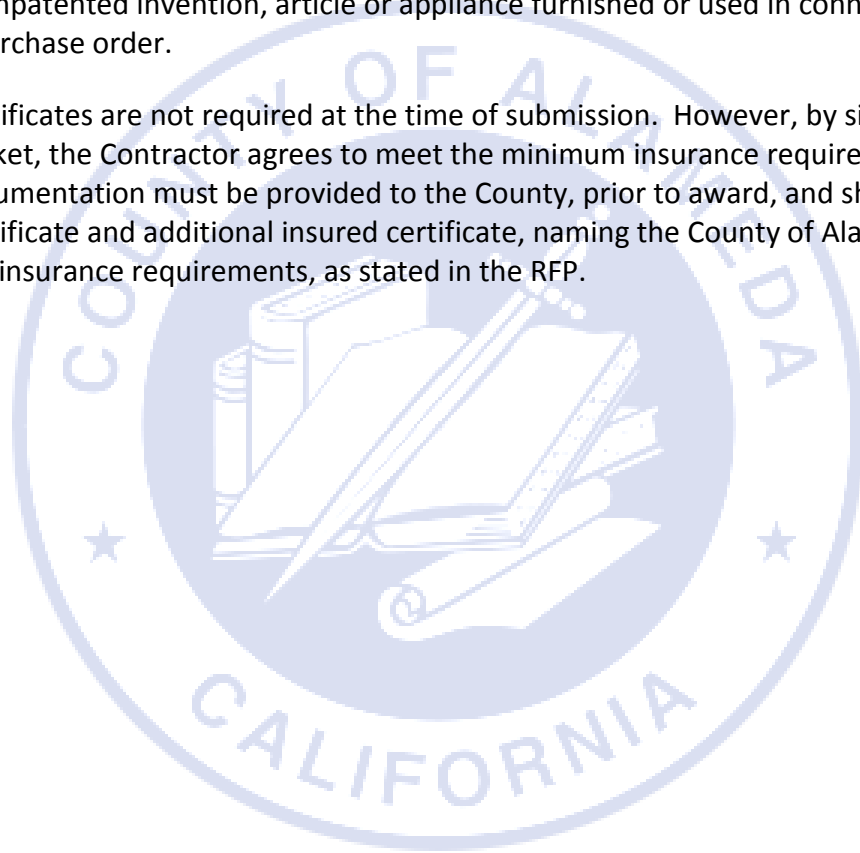 mpatented invention, article or appliance furnished or used in conn
rchase order.
ificates are not required at the time of submission. However, by si
ket, the Contractor agrees to meet the minimum insurance require
umentation must be provided to the County, prior to award, and sh
ificate and additional insured certificate, naming the County of Ala
insurance requirements, as stated in the RFP.
COUNTY OF ALAMEDA
CALIFORNIA